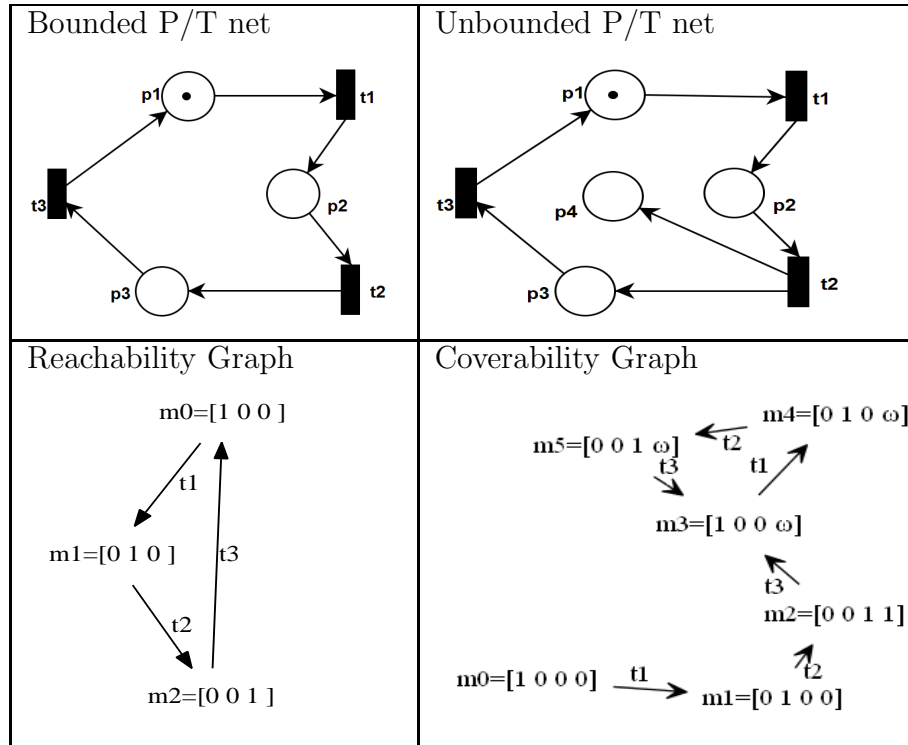 Bounded P/T net
p1
t1
t3
p2
p3
t2
Unbounded P/T net
p1
t1
t3
p4
p2
p3
t2
Reachability Graph
m0=[1 0 0 ]
t1
m1=[0 1 0 ]
t3
t2
m2=[0 0 1 ]
Coverability Graph
m4=[0 1 0 ω]
t2
m5=[0 0 1 ω]
t3
t1
m3=[1 0 0 ω]
t3
m2=[0 0 1 1]
t2
m0=[1 0 0 0]
t1
m1=[0 1 0 0]